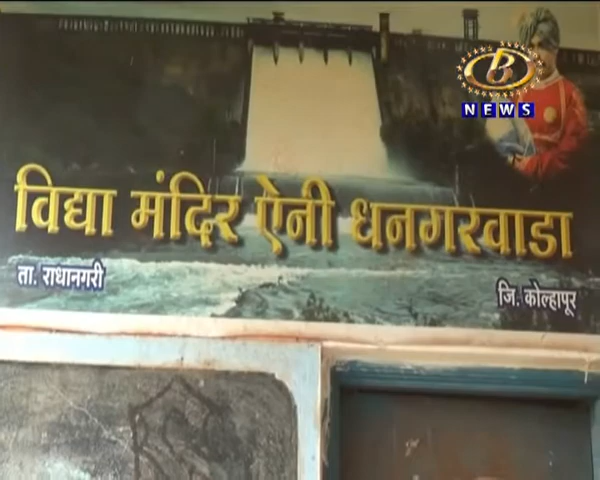 B
NEWS
विद्या मंदिर ऐनी धनगरवाडा
ता. राधानगरी
जि. कोल्हापूर